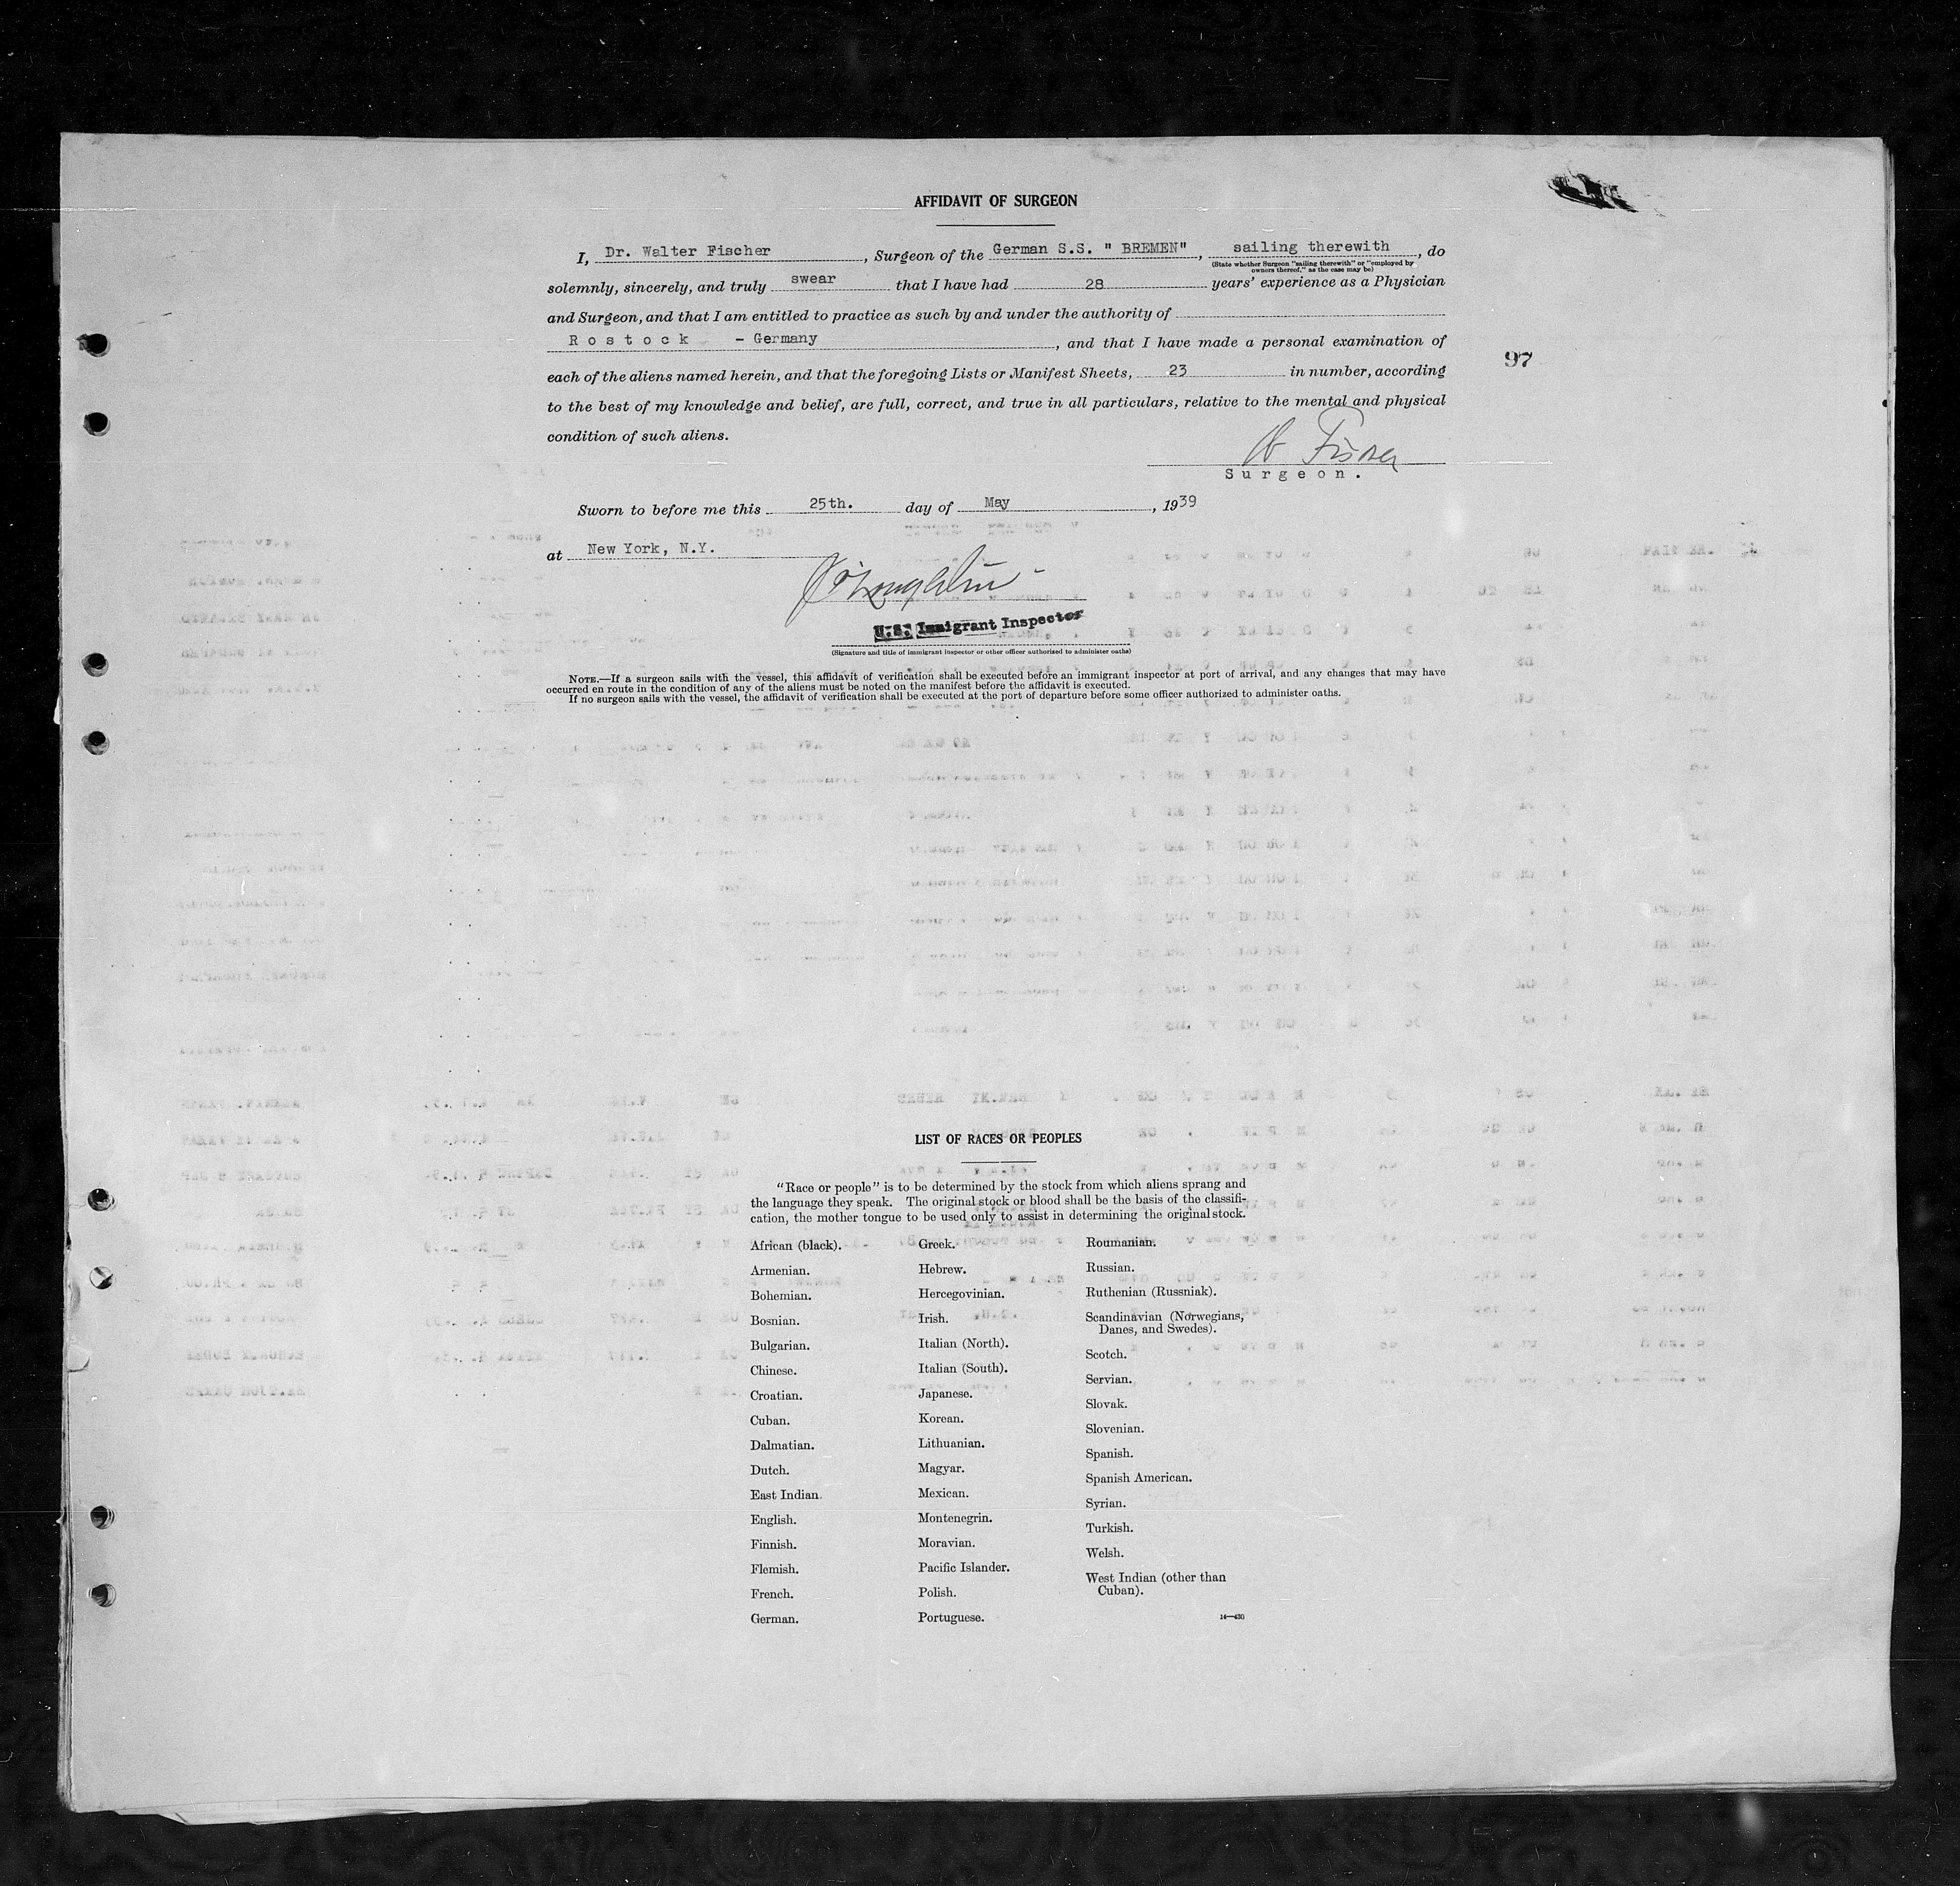 AFFIDAVIT OF SURGEON
I, Dr. Walter Fischer, Surgeon of the German S.S. " BREMEN", sailing therewith, do
(State whether Surgeon "sailing therewith" or "employed by
owners thereof," as the case may be)
solemnly, sincerely, and truly swear that I have had 28 years' experience as a Physician
and Surgeon, and that I am entitled to practice as such by and under the authority of
Rostock - Germany, and that I have made a personal examination of
97
each of the aliens named herein, and that the foregoing Lists or Manifest Sheets, 23 in number, according
to the best of my knowledge and belief, are full, correct, and true in all particulars, relative to the mental and physical
condition of such aliens.
W Fischer
Surgeon.
Sworn to before me this 25th. day of May, 1939
at New York, N.Y.
U.S. Immigrant Inspector
(Signature and title of immigrant inspector or other officer authorized to administer oaths)
NOTE.—If a surgeon sails with the vessel, this affidavit of verification shall be executed before an immigrant inspector at port of arrival, and any changes that may have
occurred en route in the condition of any of the aliens must be noted on the manifest before the affidavit is executed.
If no surgeon sails with the vessel, the affidavit of verification shall be executed at the port of departure before some officer authorized to administer oaths.
LIST OF RACES OR PEOPLES
"Race or people" is to be determined by the stock from which aliens sprang and
the language they speak. The original stock or blood shall be the basis of the classifi-
cation, the mother tongue to be used only to assist in determining the original stock.
African (black).
Armenian.
Bohemian.
Bosnian.
Bulgarian.
Chinese.
Croatian.
Cuban.
Dalmatian.
Dutch.
East Indian.
English.
Finnish.
Flemish.
French.
German.
Greek.
Hebrew.
Hercegovinian.
Irish.
Italian (North).
Italian (South).
Japanese.
Korean.
Lithuanian.
Magyar.
Mexican.
Montenegrin.
Moravian.
Pacific Islander.
Polish.
Portuguese.
Roumanian.
Russian.
Ruthenian (Russniak).
Scandinavian (Norwegians,
Danes, and Swedes).
Scotch.
Servian.
Slovak.
Slovenian.
Spanish.
Spanish American.
Syrian.
Turkish.
Welsh.
West Indian (other than
Cuban).
14—430